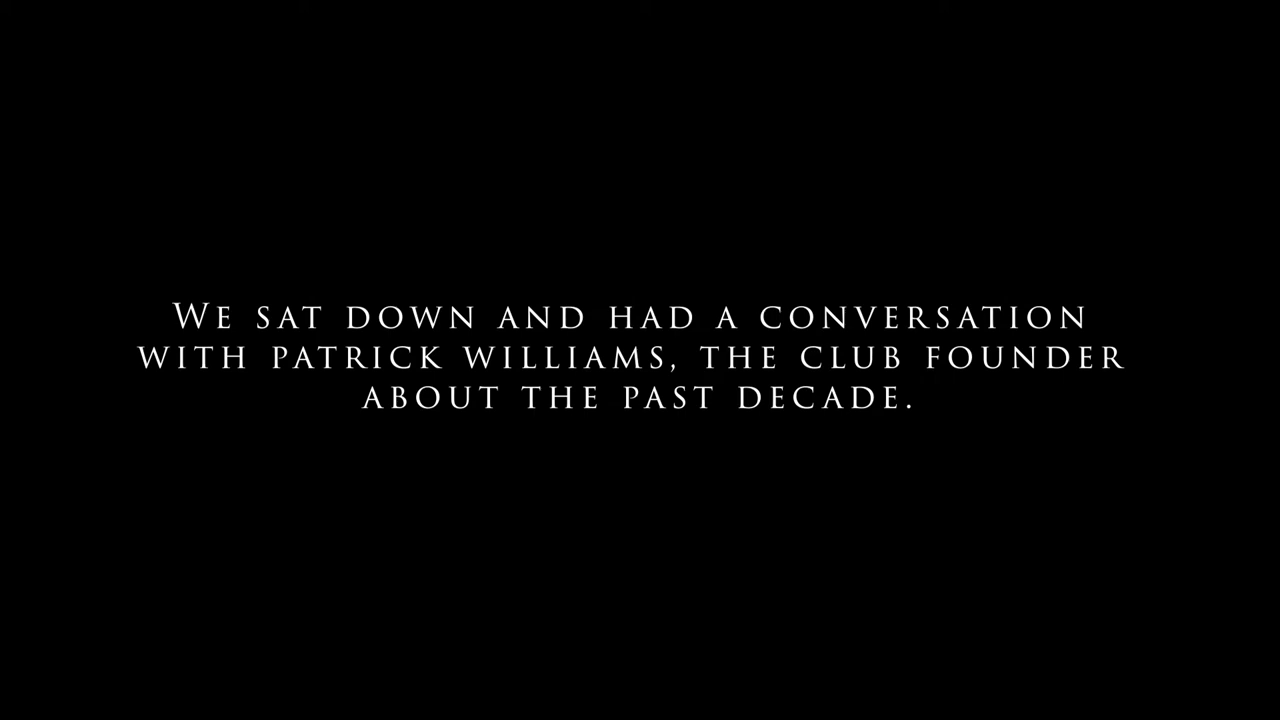 We sat down and had a conversation
with patrick williams, the club founder
about the past decade.